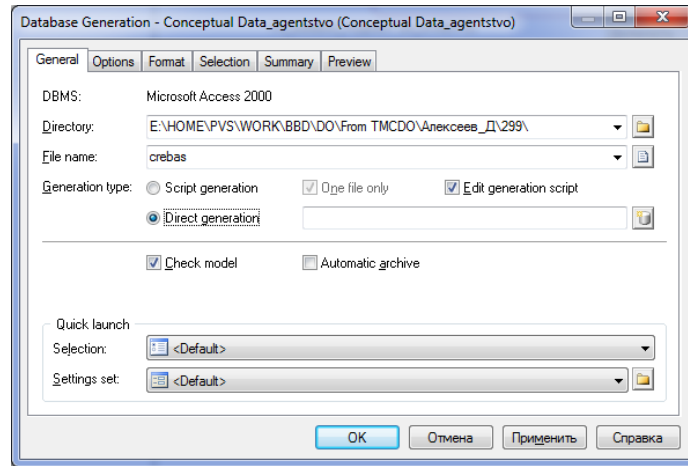 Database Generation - Conceptual Data_agentstvo (Conceptual Data_agentstvo)
General Options Format Selection Summary Preview
DBMS: Microsoft Access 2000
Directory: E:\HOME\PVS\WORK\BBD\DO\From TMCDO\Алексеев_Д\299\
File name: crebas
Generation type: Script generation One file only Edit generation script
Direct generation
Check model Automatic archive
Quick launch
Selection: <Default>
Settings set: <Default>
OK Отмена Применить Справка